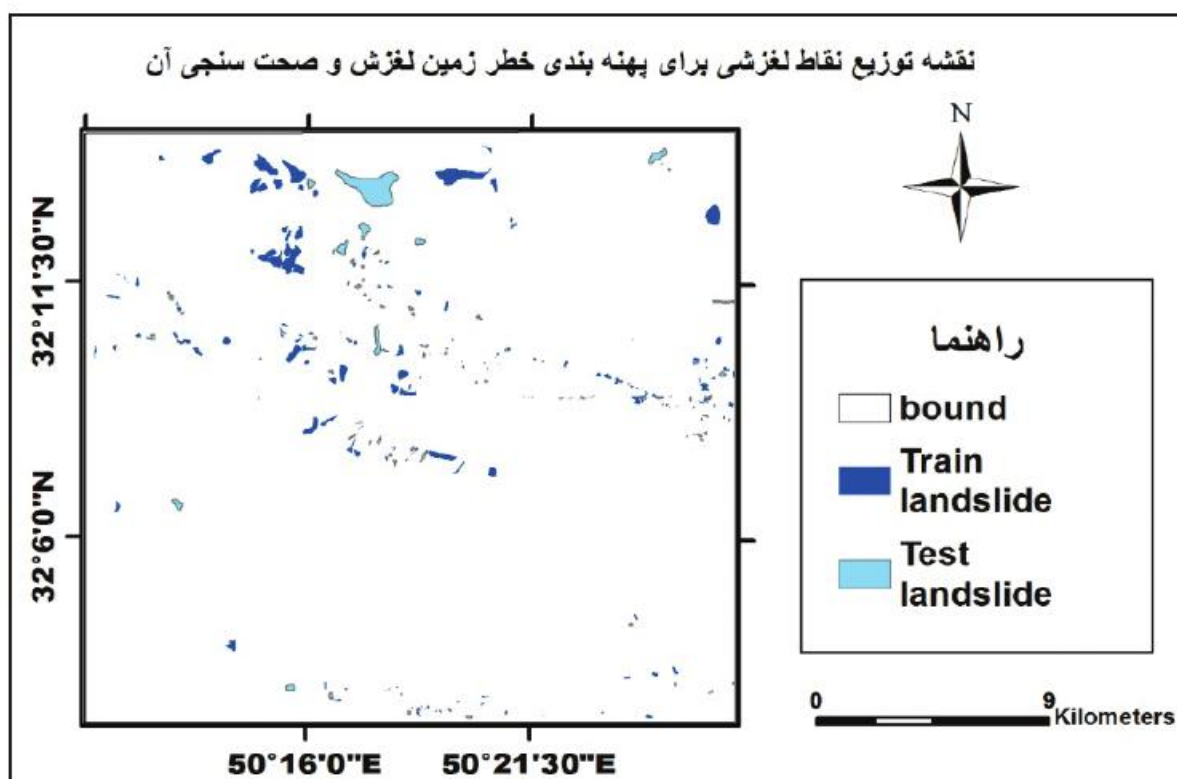 نقشه توزیع نقاط لغزشی برای پهنه بندی خطر زمین لغزش و صحت سنجی آن
N
32°11'30"N
32°6'0"N
50°16'0"E
50°21'30"E
راهنما
bound
Train
landslide
Test
landslide
0
9
Kilometers